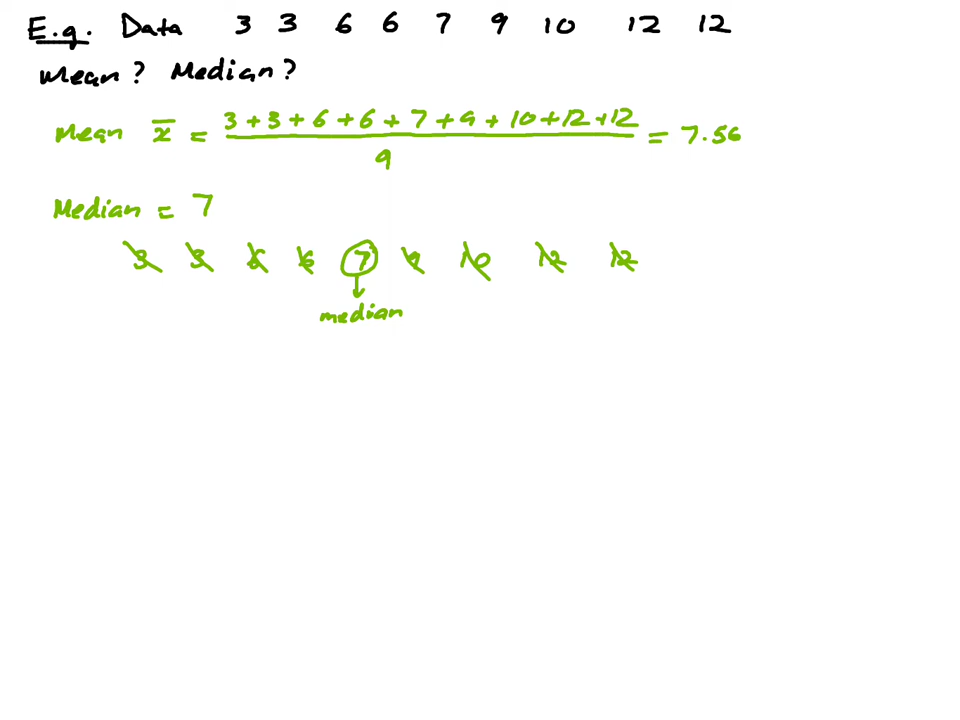 E.g. Data 3 3 6 6 7 9 10 12 12
Mean? Median?
Mean x̄ = (3+3+6+6+7+9+10+12+12)/9 = 7.56
Median = 7
3 3 6 6 7 9 10 12 12
median